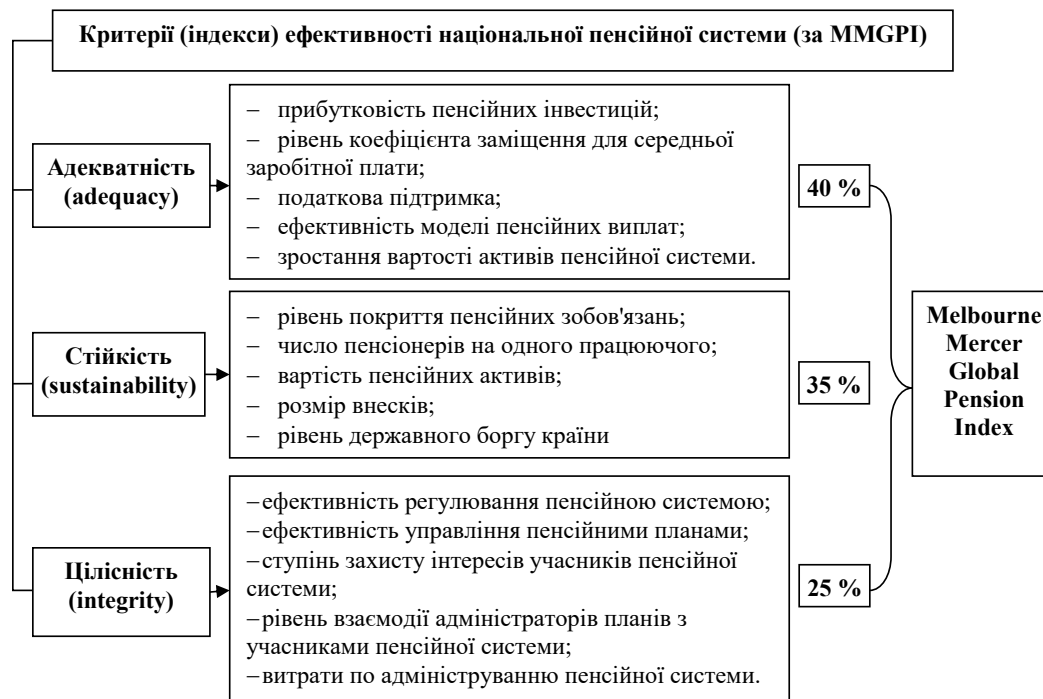 Критерії (індекси) ефективності національної пенсійної системи (за MMGPI)
Адекватність
(adequacy)
– прибутковість пенсійних інвестицій;
– рівень коефіцієнта заміщення для середньої
заробітної плати;
– податкова підтримка;
– ефективність моделі пенсійних виплат;
– зростання вартості активів пенсійної системи.
40 %
Стійкість
(sustainability)
– рівень покриття пенсійних зобов'язань;
– число пенсіонерів на одного працюючого;
– вартість пенсійних активів;
– розмір внесків;
– рівень державного боргу країни
35 %
Цілісність
(integrity)
–ефективність регулювання пенсійною системою;
–ефективність управління пенсійними планами;
–ступінь захисту інтересів учасників пенсійної
системи;
–рівень взаємодії адміністраторів планів з
учасниками пенсійної системи;
–витрати по адмініструванню пенсійної системи.
25 %
Melbourne
Mercer
Global
Pension
Index